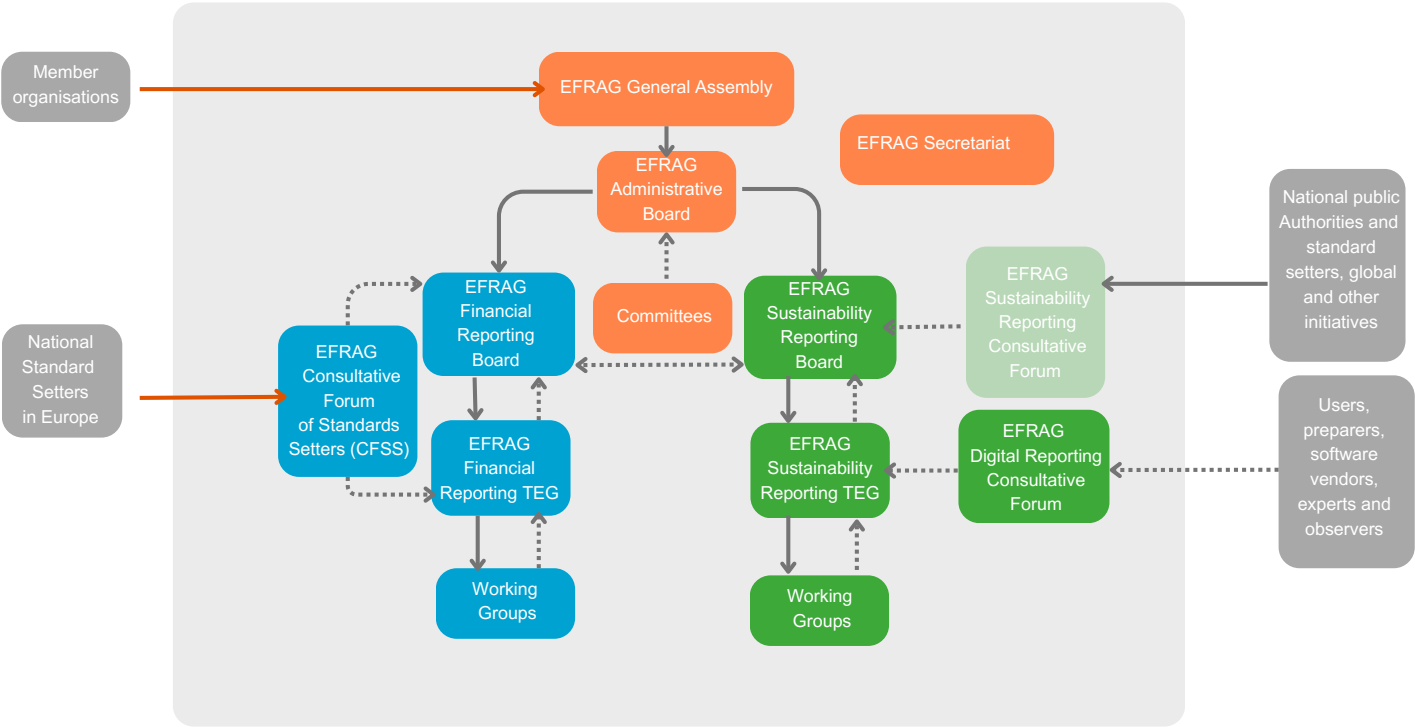 Member
organisations
EFRAG General Assembly
EFRAG Secretariat
EFRAG
Administrative
Board
National public
Authorities and
standard
setters, global
and other
initiatives
EFRAG
Financial
Reporting
Board
Committees
EFRAG
Sustainability
Reporting
Board
EFRAG
Sustainability
Reporting
Consultative
Forum
National
Standard
Setters
in Europe
EFRAG
Consultative
Forum
of Standards
Setters (CFSS)
EFRAG
Financial
Reporting TEG
EFRAG
Sustainability
Reporting TEG
EFRAG
Digital Reporting
Consultative
Forum
Users,
preparers,
software
vendors,
experts and
observers
Working
Groups
Working
Groups